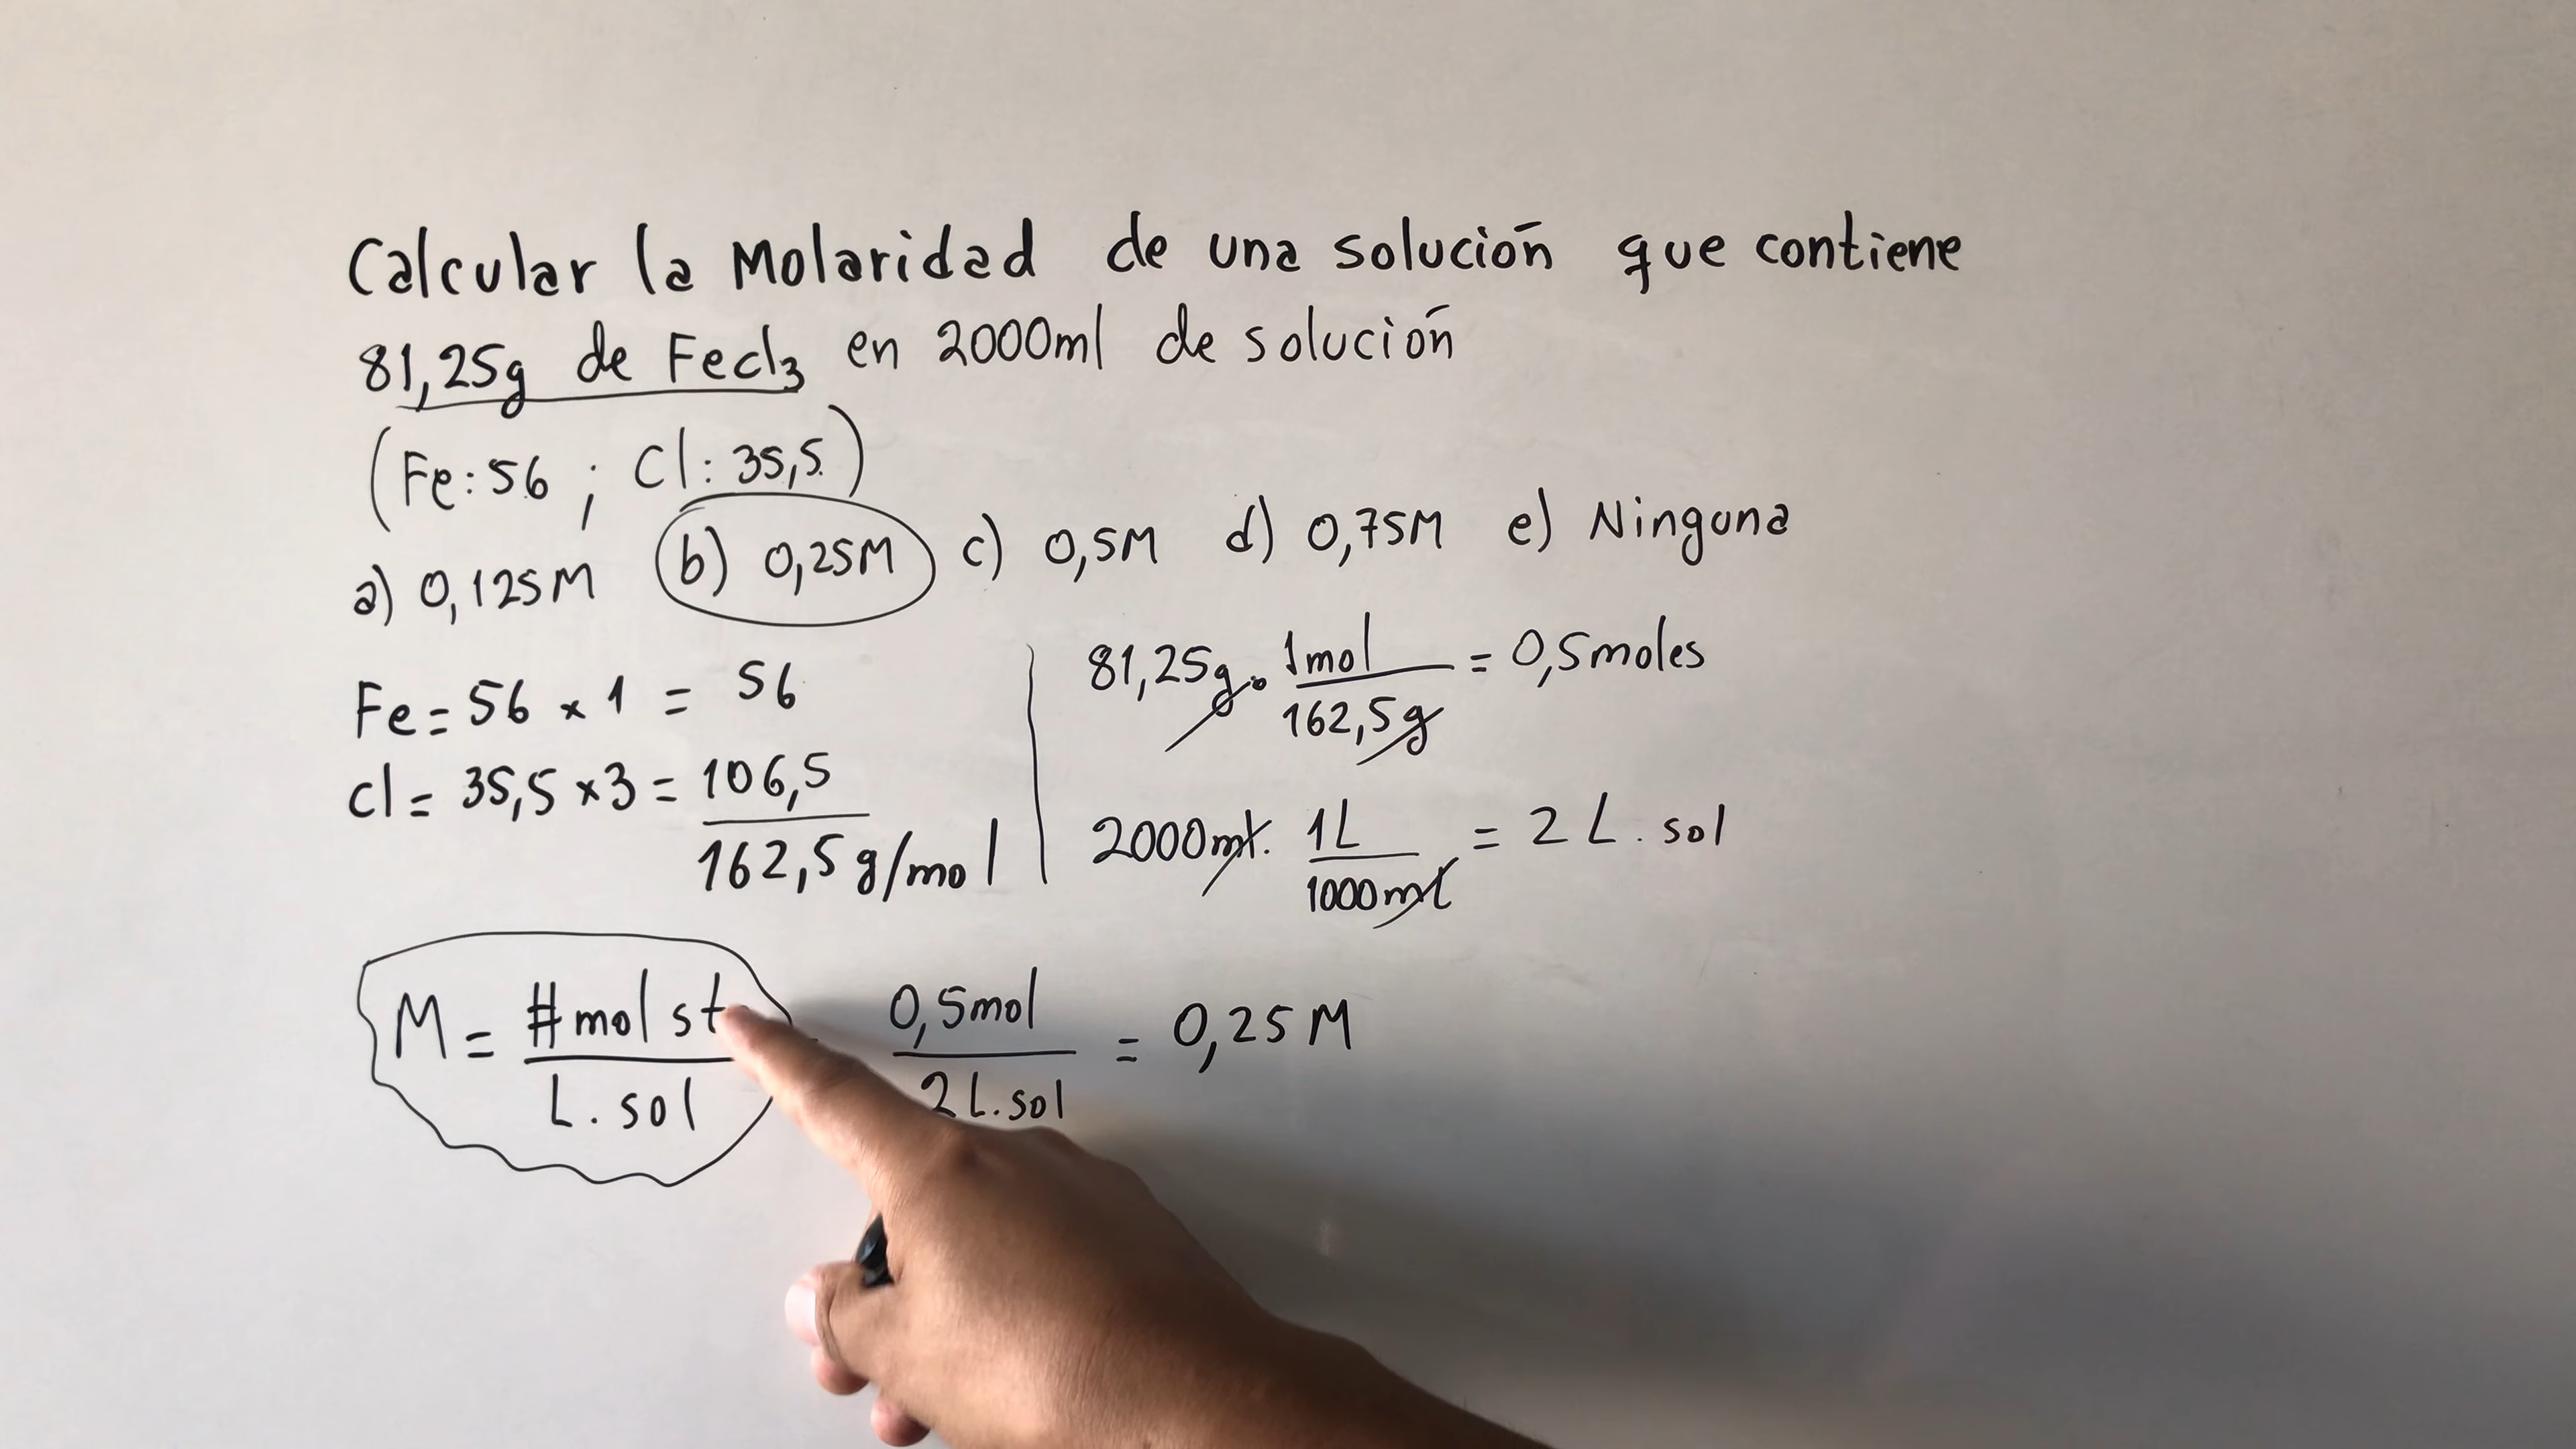 Calcular la Molaridad de una solución que contiene
81,25g de FeCl3 en 2000ml de solución
(Fe: 56 ; Cl: 35,5)
a) 0,125M b) 0,25M c) 0,5M d) 0,75M e) Ninguna
Fe = 56 x 1 = 56
Cl = 35,5 x 3 = 106,5
162,5 g/mol
81,25g. 1mol = 0,5moles
162,5g
2000ml. 1L = 2 L. sol
1000ml
M = #mol st 0,5mol = 0,25 M
L. sol 2 L. sol